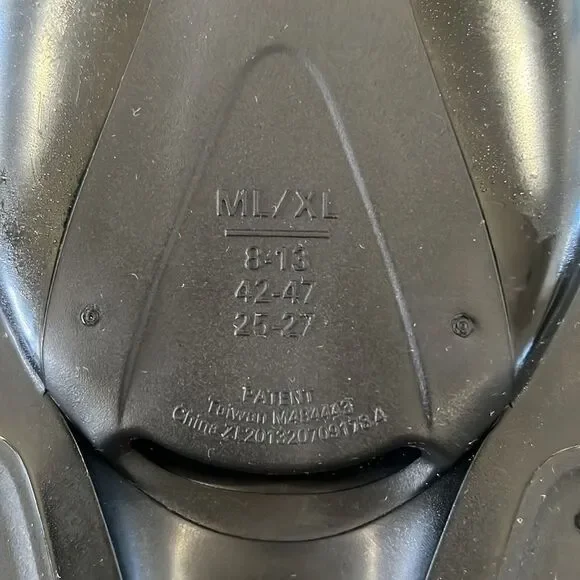 ML/XL
8-13
42-47
25-27
PATENT
Taiwan M484443
China ZL201320709178.4